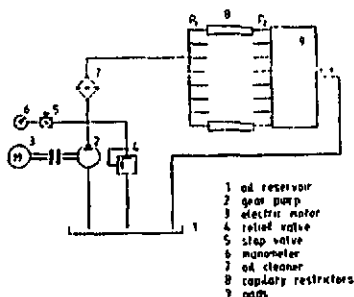 P₁ 8 P₂
9
7
6 5
3 2 4
M
1
1 oil reservoir
2 gear pump
3 electric motor
4 relief valve
5 stop valve
6 manometer
7 oil cleaner
8 capilary restrictors
9 pads